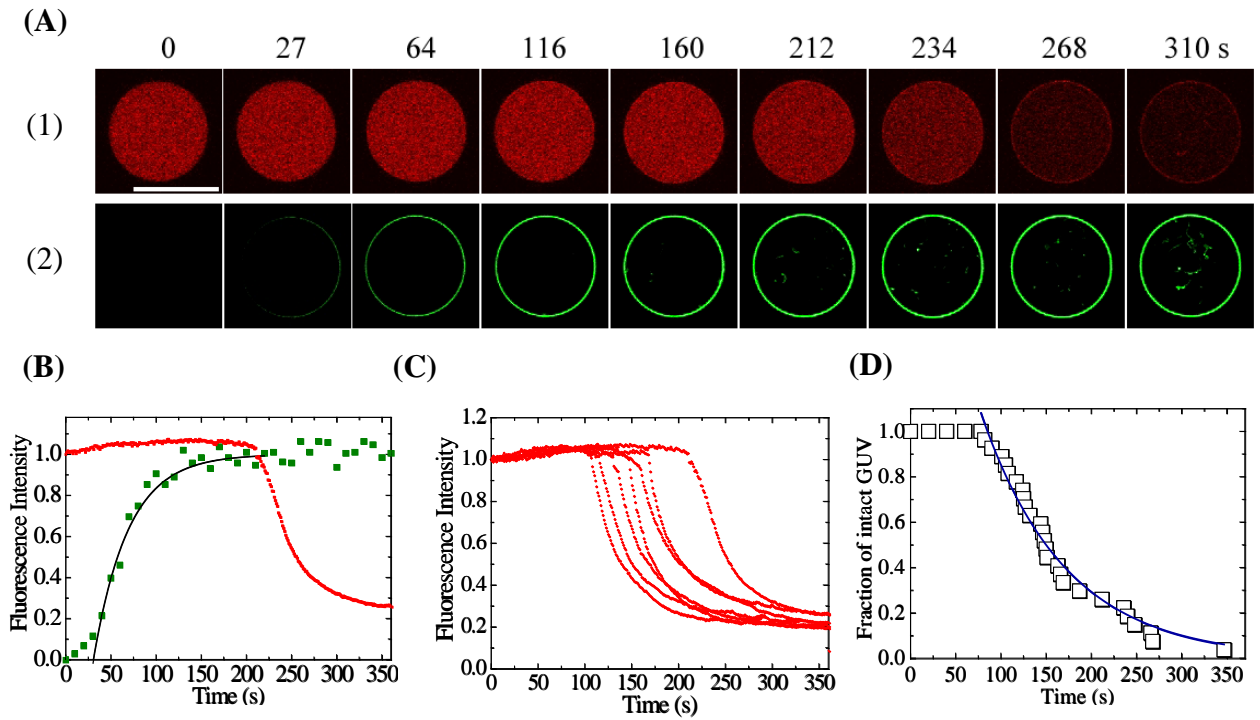 (A)
0 27 64 116 160 212 234 268 310 s
(1)
(2)
(B)
(C)
(D)
Fluorescence Intensity
1.2
1.0
0.8
0.6
0.4
0.2
0.0
0 50 100 150 200 250 300 350
Time (s)
Fluorescence Intensity
1.2
1.0
0.8
0.6
0.4
0.2
0.0
0 50 100 150 200 250 300 350
Time (s)
Fraction of intact GUV
1.0
0.8
0.6
0.4
0.2
0.0
0 50 100 150 200 250 300 350
Time (s)